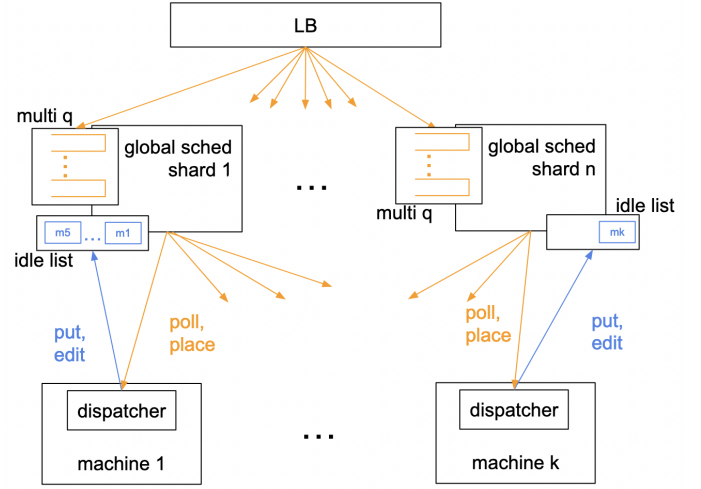 LB
multi q
global sched
shard 1
m5
...
m1
idle list
...
global sched
shard n
multi q
idle list
mk
put,
edit
poll,
place
poll,
place
put,
edit
dispatcher
machine 1
...
dispatcher
machine k